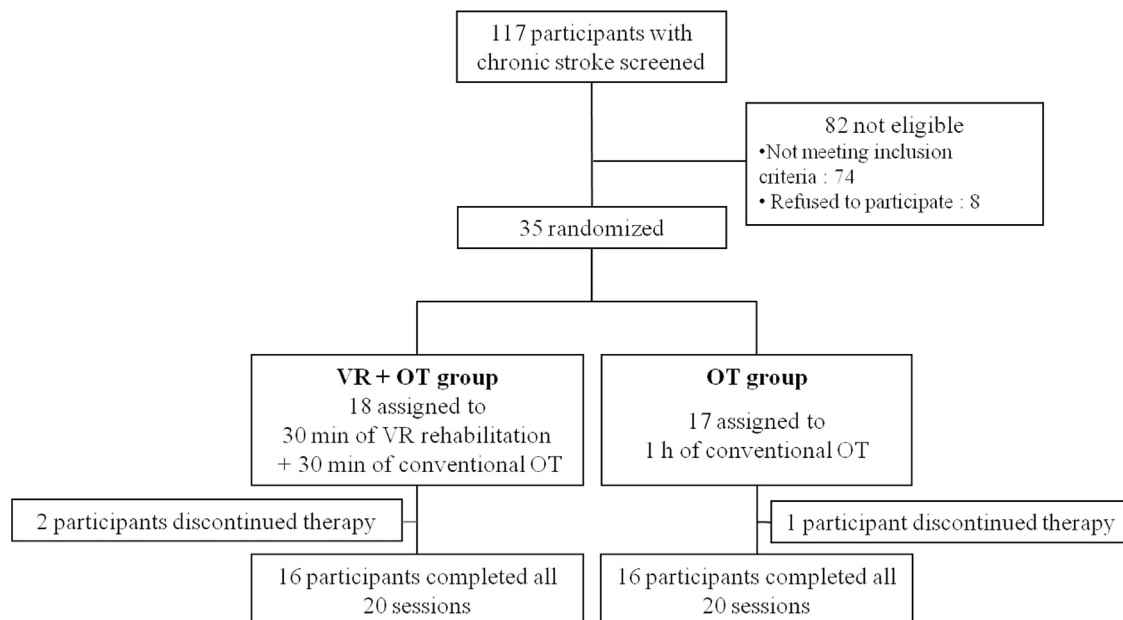 117 participants with
chronic stroke screened
82 not eligible
•Not meeting inclusion
criteria : 74
• Refused to participate : 8
35 randomized
VR + OT group
18 assigned to
30 min of VR rehabilitation
+ 30 min of conventional OT
OT group
17 assigned to
1 h of conventional OT
2 participants discontinued therapy
1 participant discontinued therapy
16 participants completed all
20 sessions
16 participants completed all
20 sessions